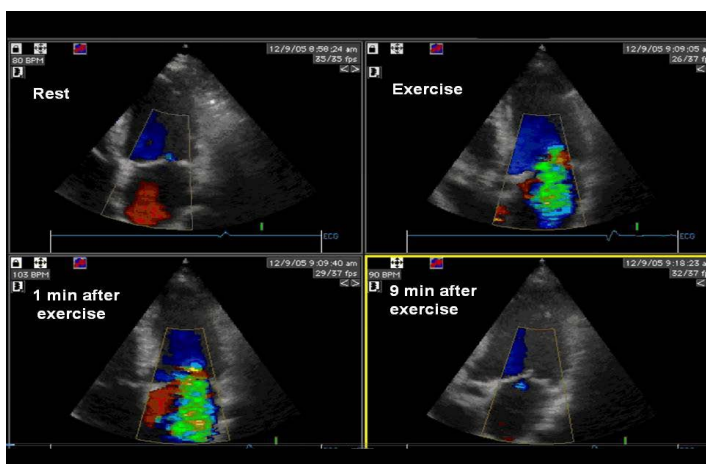 12/9/05 8:58:24 am
80 BPM
35/35 fps
Rest
ECG
12/9/05 9:09:05 a
26/37 f
Exercise
ECG
12/9/05 9:09:40 am
103 BPM
29/37 fps
1 min after
exercise
12/9/05 9:18:23 a
90 BPM
32/37 f
9 min after
exercise